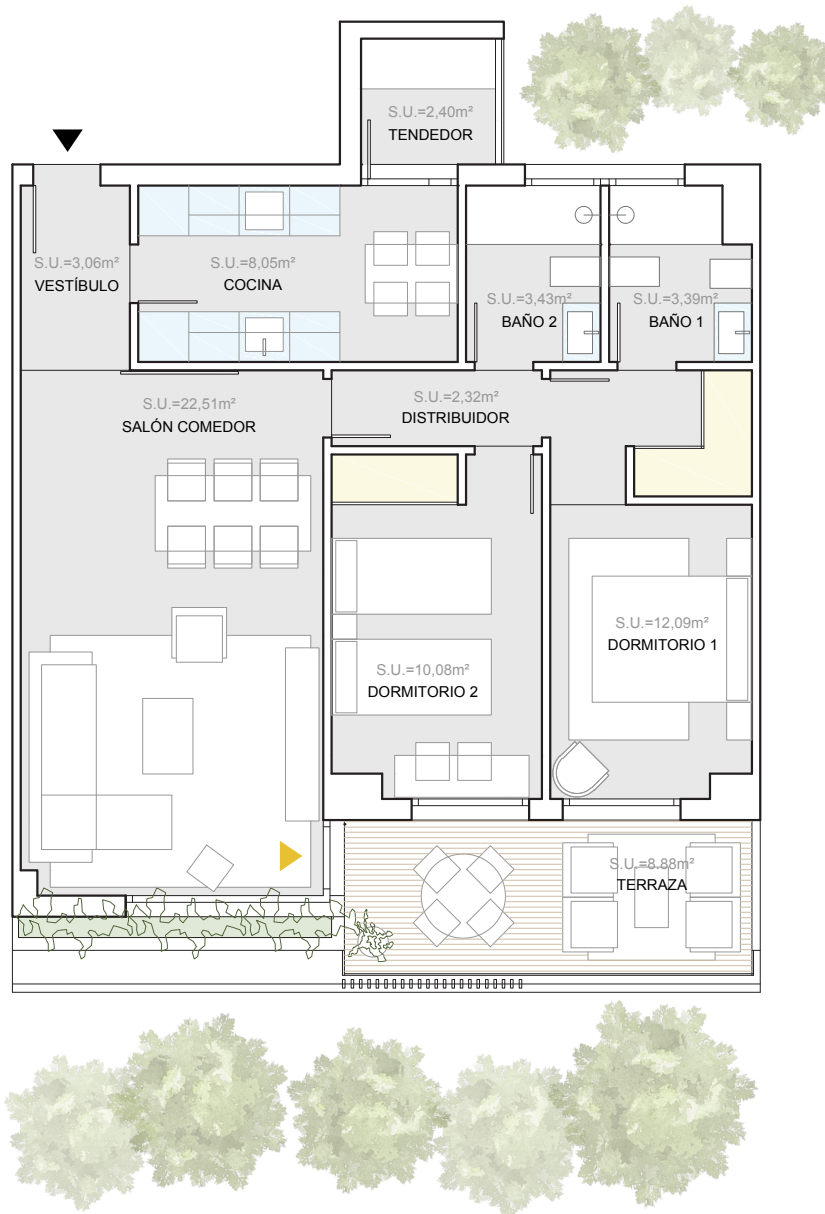 S.U.=2,40m²
TENDEDOR
S.U.=3,06m²
VESTÍBULO
S.U.=8,05m²
COCINA
S.U.=3,43m²
BAÑO 2
S.U.=3,39m²
BAÑO 1
S.U.=22,51m²
SALÓN COMEDOR
S.U.=2,32m²
DISTRIBUIDOR
S.U.=10,08m²
DORMITORIO 2
S.U.=12,09m²
DORMITORIO 1
S.U.=8.88m²
TERRAZA